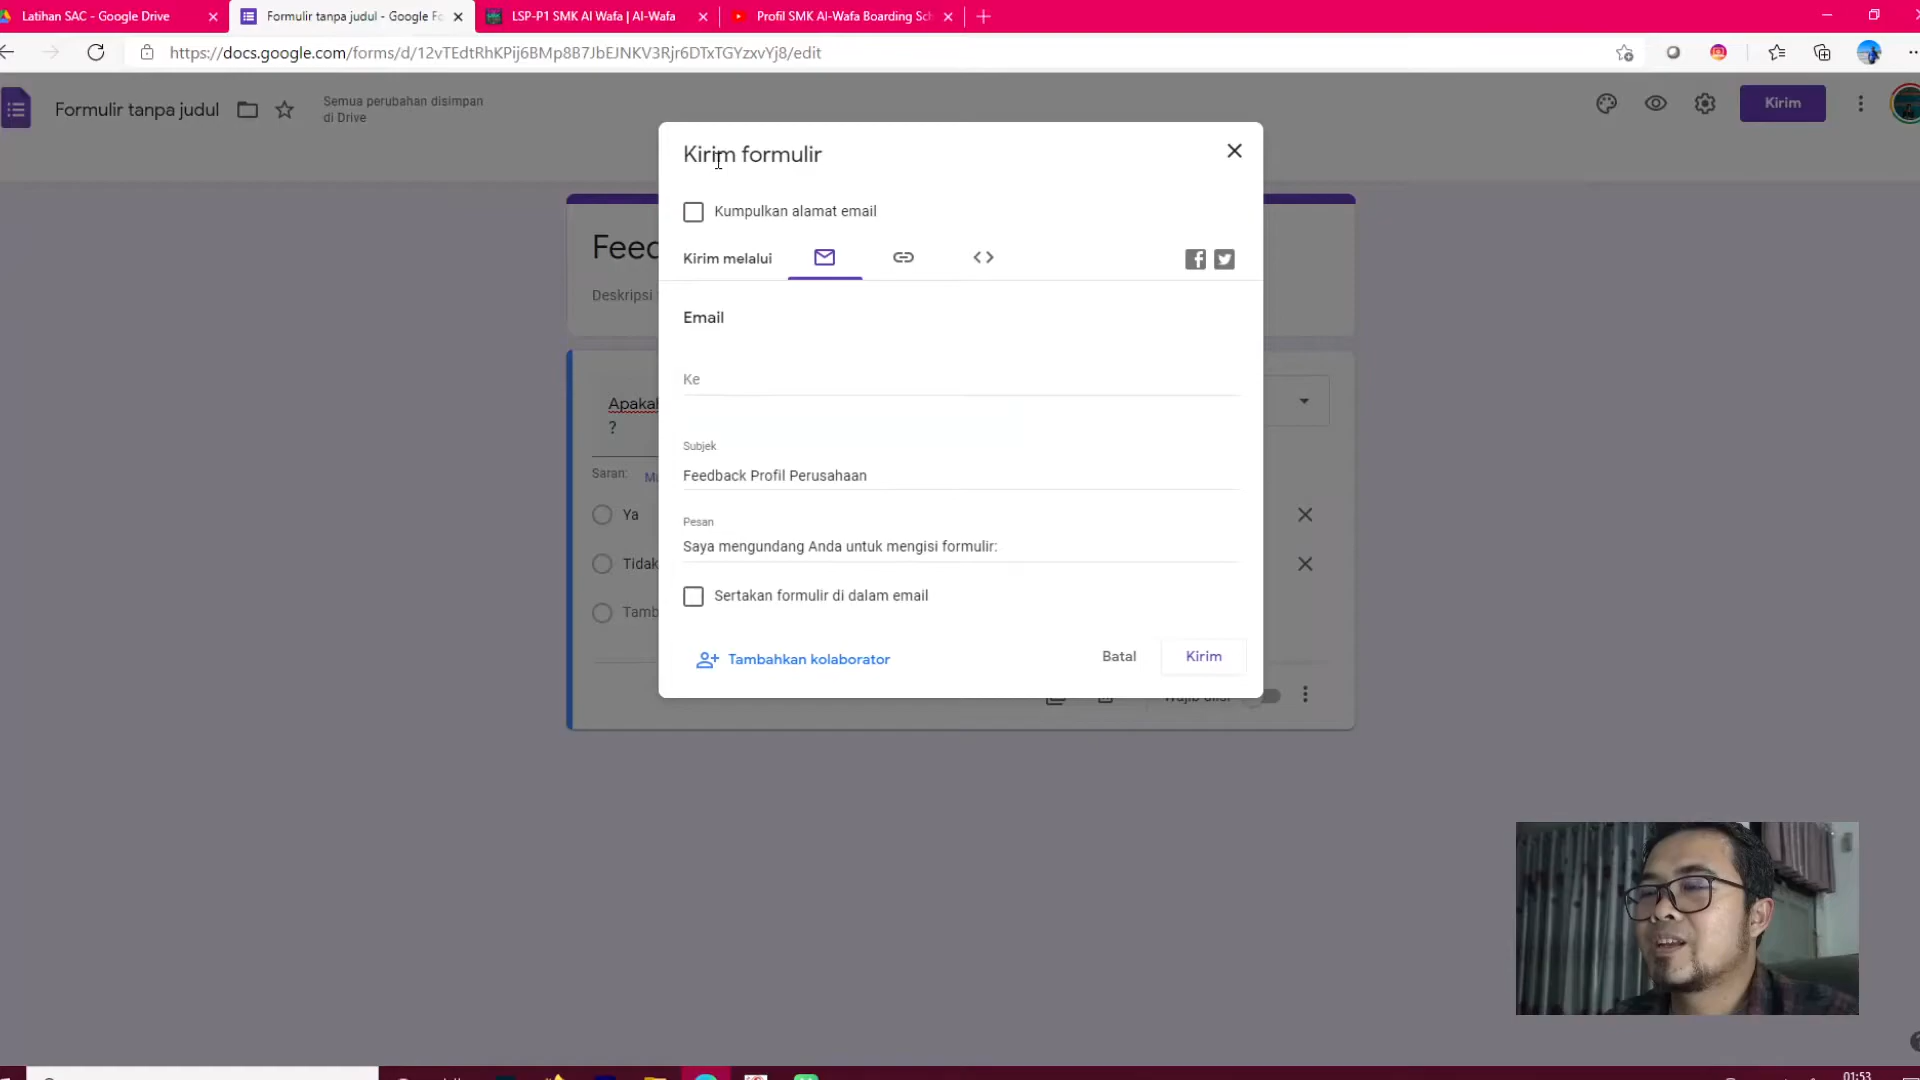 Latihan SAC - Google Drive
Formulir tanpa judul - Google Fo
LSP-P1 SMK Al Wafa | Al-Wafa
Profil SMK Al-Wafa Boarding Sch
https://docs.google.com/forms/d/12vTEdtRhKPij6BMp8B7JbEJNKV3Rjr6DTxTGYzxvYj8/edit
Formulir tanpa judul
Semua perubahan disimpan
di Drive
Kirim
Kirim formulir
Kumpulkan alamat email
Kirim melalui
Feed
Deskripsi
Email
Ke
Apakah
?
Subjek
Saran:
Feedback Profil Perusahaan
Ya
Pesan
Saya mengundang Anda untuk mengisi formulir:
Tidak
Sertakan formulir di dalam email
Tamb
Tambahkan kolaborator
Batal
Kirim
01:53